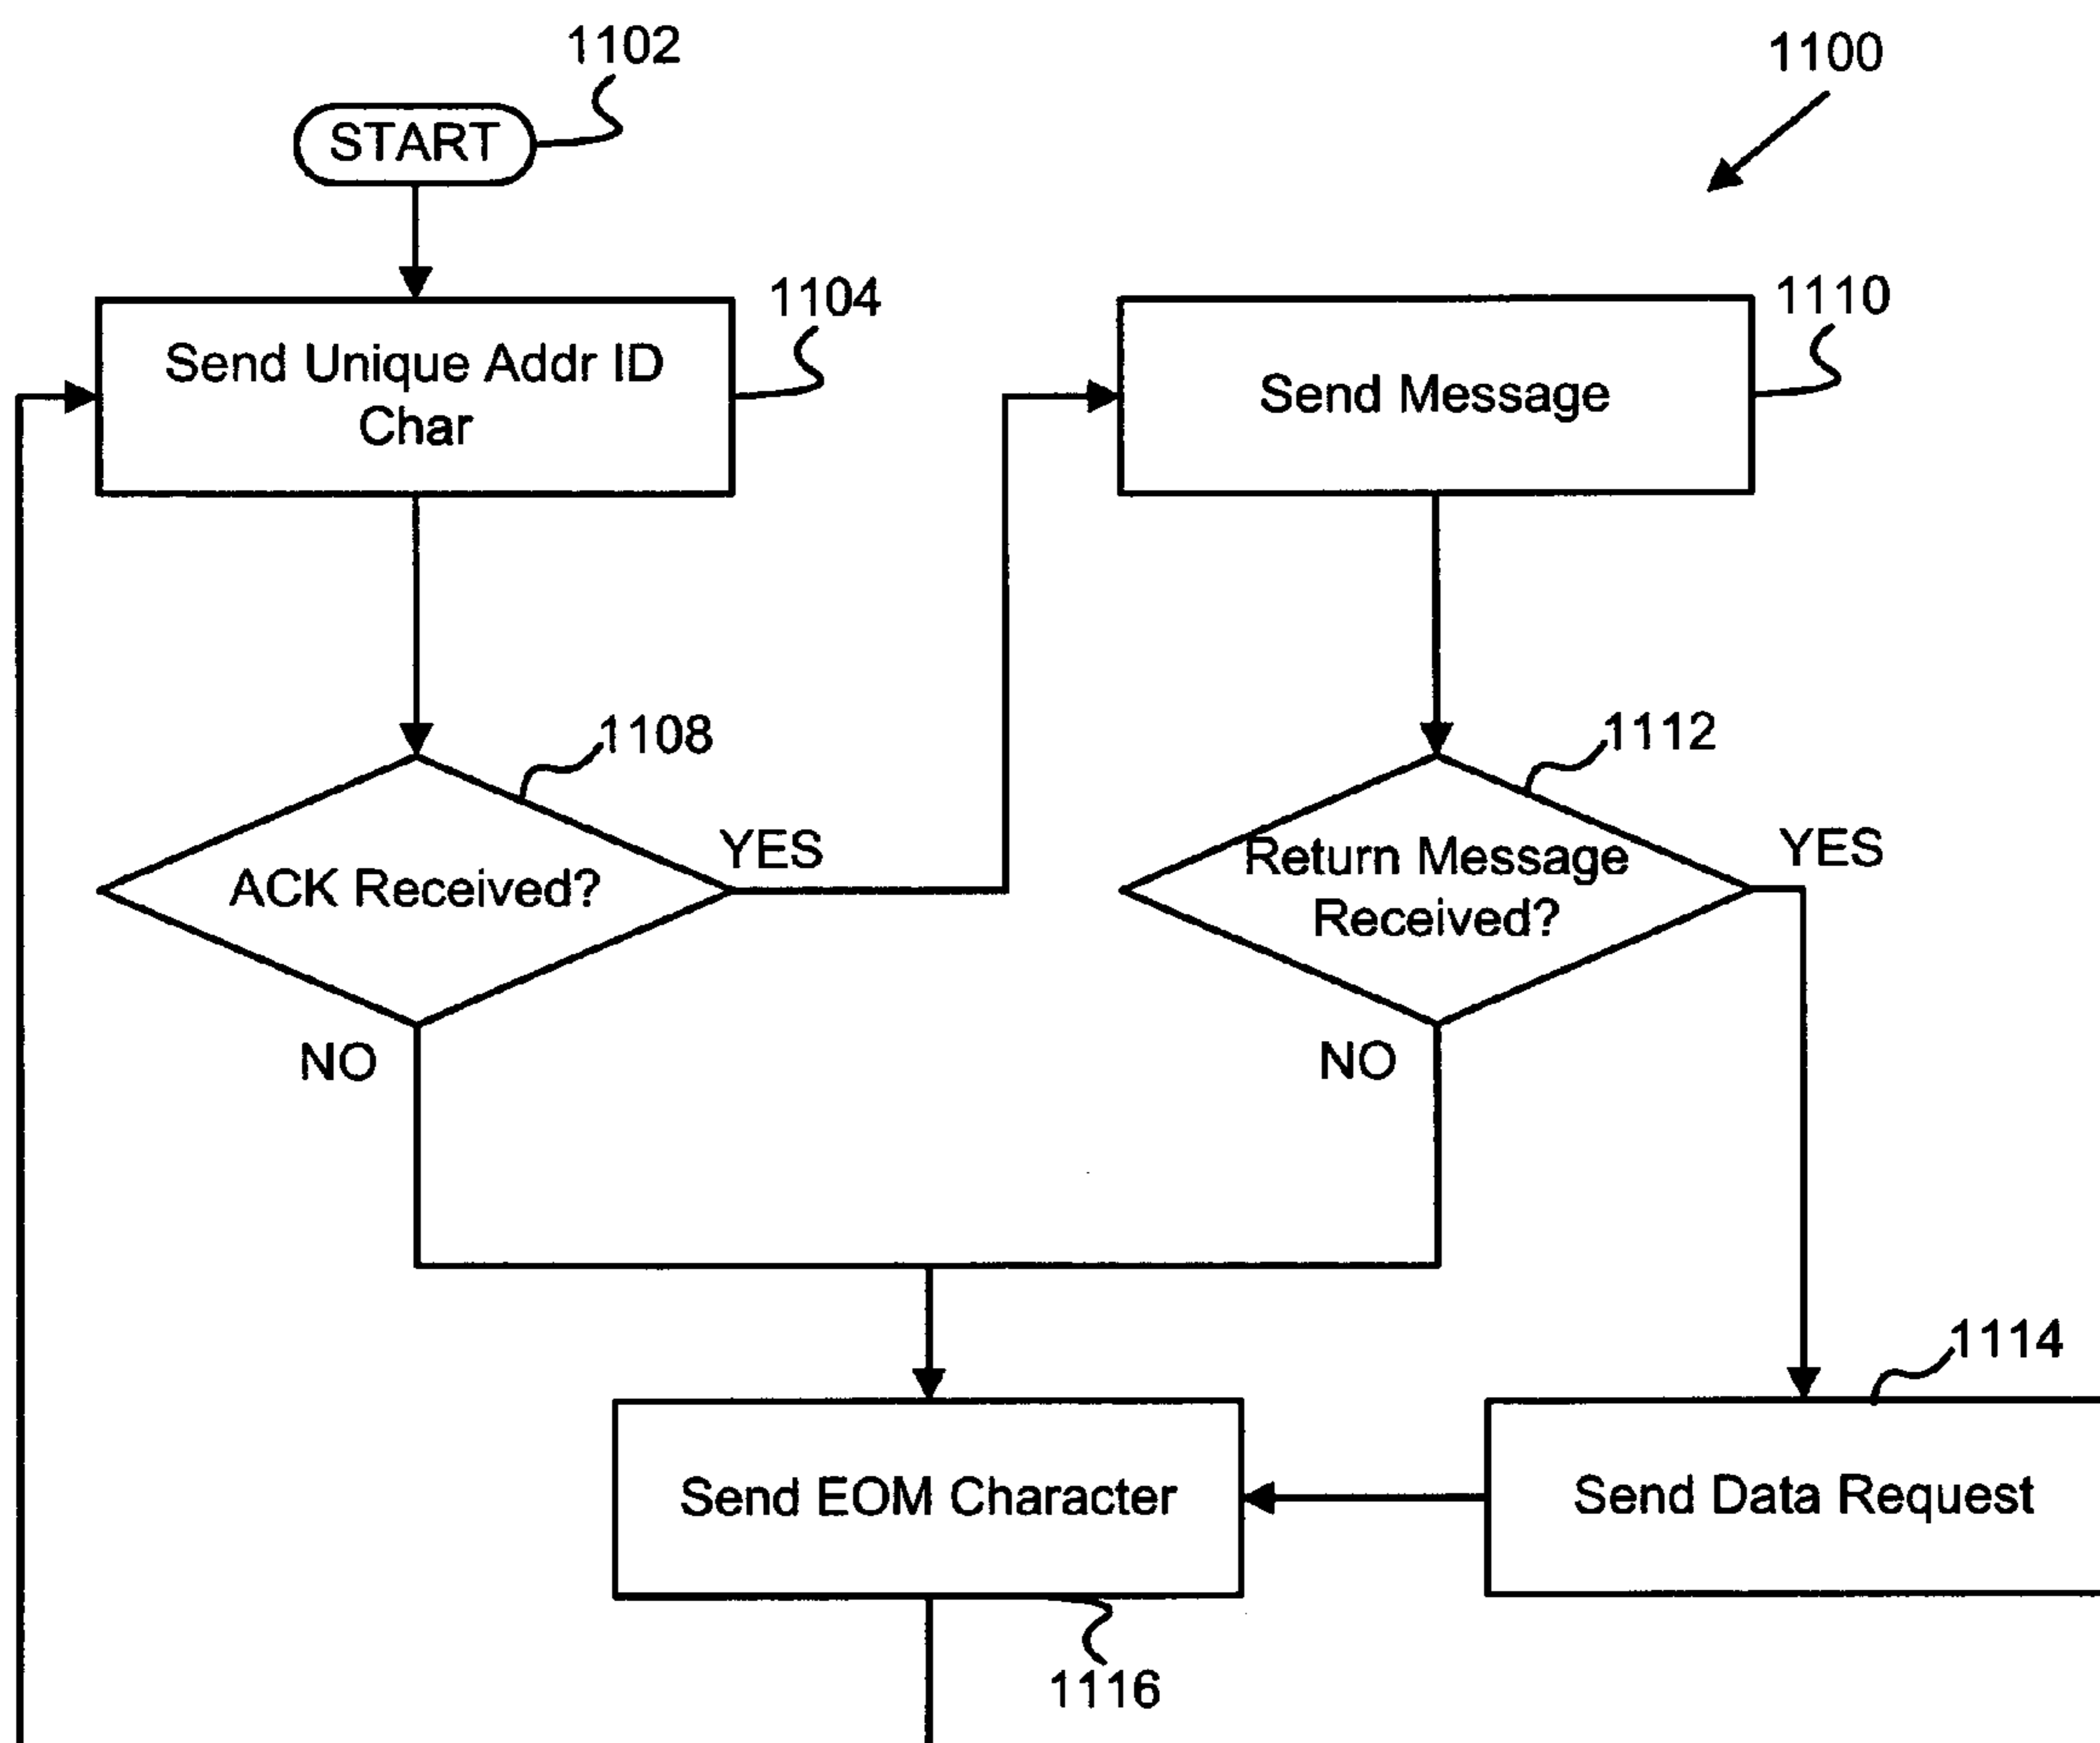 1102
1100
START
1104
1110
Send Unique Addr ID
Char
Send Message
1108
1112
YES
YES
ACK Received?
Return Message
Received?
NO
NO
1114
Send EOM Character
Send Data Request
1116